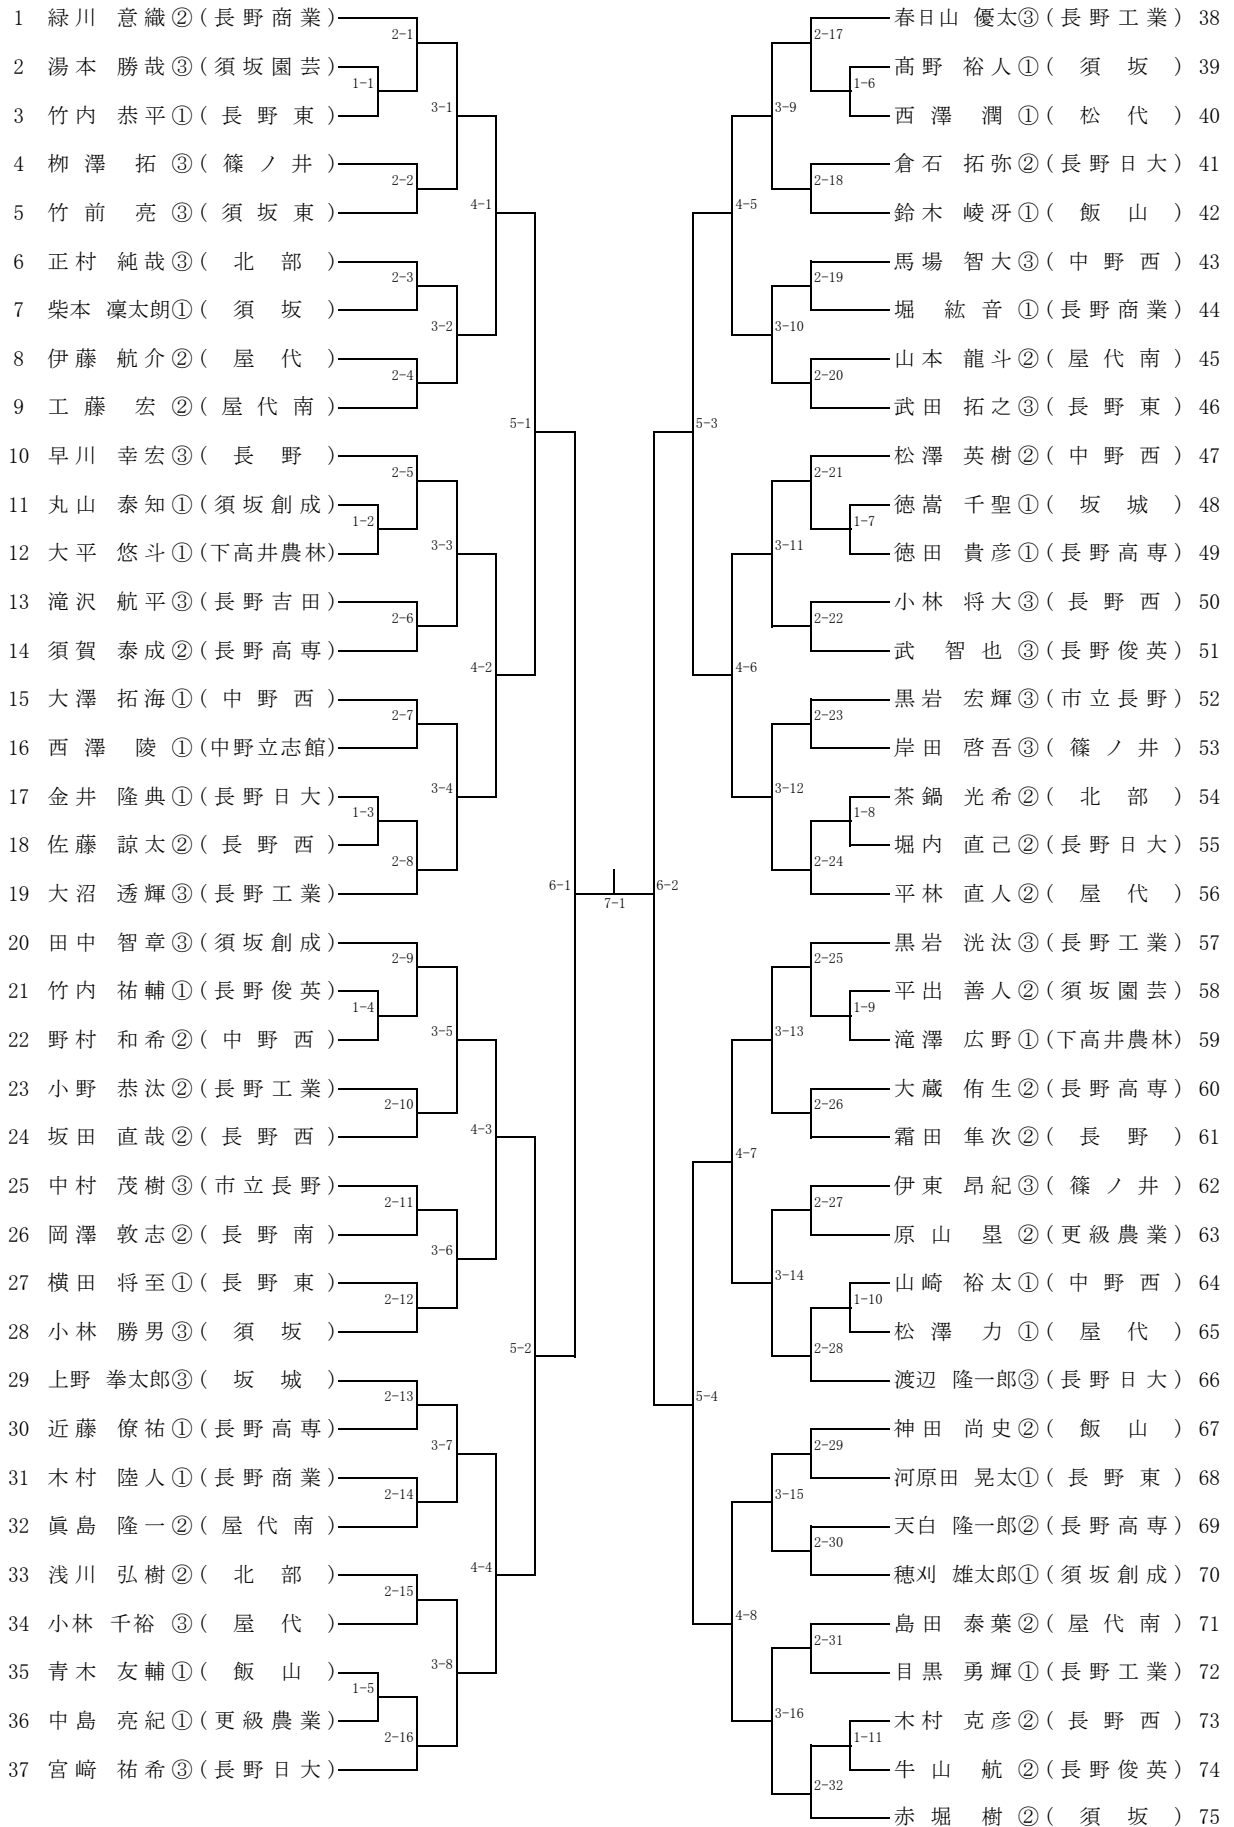 1 緑川 意織②(長野商業)
2 湯本 勝哉③(須坂園芸)
3 竹内 恭平①(長野東)
4 栁澤 拓③(篠ノ井)
5 竹前 亮③(須坂東)
6 正村 純哉③(北部)
7 柴本 凜太朗①(須坂)
8 伊藤 航介②(屋代)
9 工藤 宏②(屋代南)
10 早川 幸宏③(長野)
11 丸山 泰知①(須坂創成)
12 大平 悠斗①(下高井農林)
13 滝沢 航平③(長野吉田)
14 須賀 泰成②(長野高専)
15 大澤 拓海①(中野西)
16 西澤 陵①(中野立志館)
17 金井 隆典①(長野日大)
18 佐藤 諒太②(長野西)
19 大沼 透輝③(長野工業)
20 田中 智章③(須坂創成)
21 竹内 祐輔①(長野俊英)
22 野村 和希②(中野西)
23 小野 恭汰②(長野工業)
24 坂田 直哉②(長野西)
25 中村 茂樹③(市立長野)
26 岡澤 敦志②(長野南)
27 横田 将至①(長野東)
28 小林 勝男③(須坂)
29 上野 拳太郎③(坂城)
30 近藤 僚祐①(長野高専)
31 木村 陸人①(長野商業)
32 眞島 隆一②(屋代南)
33 浅川 弘樹②(北部)
34 小林 千裕③(屋代)
35 青木 友輔①(飯山)
36 中島 亮紀①(更級農業)
37 宮﨑 祐希③(長野日大)
1-1
1-2
1-3
1-4
1-5
2-1
2-2
2-3
2-4
2-5
2-6
2-7
2-8
2-9
2-10
2-11
2-12
2-13
2-14
2-15
2-16
3-1
3-2
3-3
3-4
3-5
3-6
3-7
3-8
4-1
4-2
4-3
4-4
5-1
5-2
6-1
7-1
6-2
5-3
5-4
4-5
4-6
4-7
4-8
3-9
3-10
3-11
3-12
3-13
3-14
3-15
3-16
2-17
2-18
2-19
2-20
2-21
2-22
2-23
2-24
2-25
2-26
2-27
2-28
2-29
2-30
2-31
2-32
1-6
1-7
1-8
1-9
1-10
1-11
春日山 優太③(長野工業) 38
髙野 裕人①(須坂) 39
西澤 潤①(松代) 40
倉石 拓弥②(長野日大) 41
鈴木 崚冴①(飯山) 42
馬場 智大③(中野西) 43
堀 紘音①(長野商業) 44
山本 龍斗②(屋代南) 45
武田 拓之③(長野東) 46
松澤 英樹②(中野西) 47
徳嵩 千聖①(坂城) 48
徳田 貴彦①(長野高専) 49
小林 将大③(長野西) 50
武 智也③(長野俊英) 51
黒岩 宏輝③(市立長野) 52
岸田 啓吾③(篠ノ井) 53
茶鍋 光希②(北部) 54
堀内 直己②(長野日大) 55
平林 直人②(屋代) 56
黒岩 洸汰③(長野工業) 57
平出 善人②(須坂園芸) 58
滝澤 広野①(下高井農林) 59
大蔵 侑生②(長野高専) 60
霜田 隼次②(長野) 61
伊東 昂紀③(篠ノ井) 62
原山 塁②(更級農業) 63
山崎 裕太①(中野西) 64
松澤 力①(屋代) 65
渡辺 隆一郎③(長野日大) 66
神田 尚史②(飯山) 67
河原田 晃太①(長野東) 68
天白 隆一郎②(長野高専) 69
穂刈 雄太郎①(須坂創成) 70
島田 泰葉②(屋代南) 71
目黒 勇輝①(長野工業) 72
木村 克彦②(長野西) 73
牛山 航②(長野俊英) 74
赤堀 樹②(須坂) 75